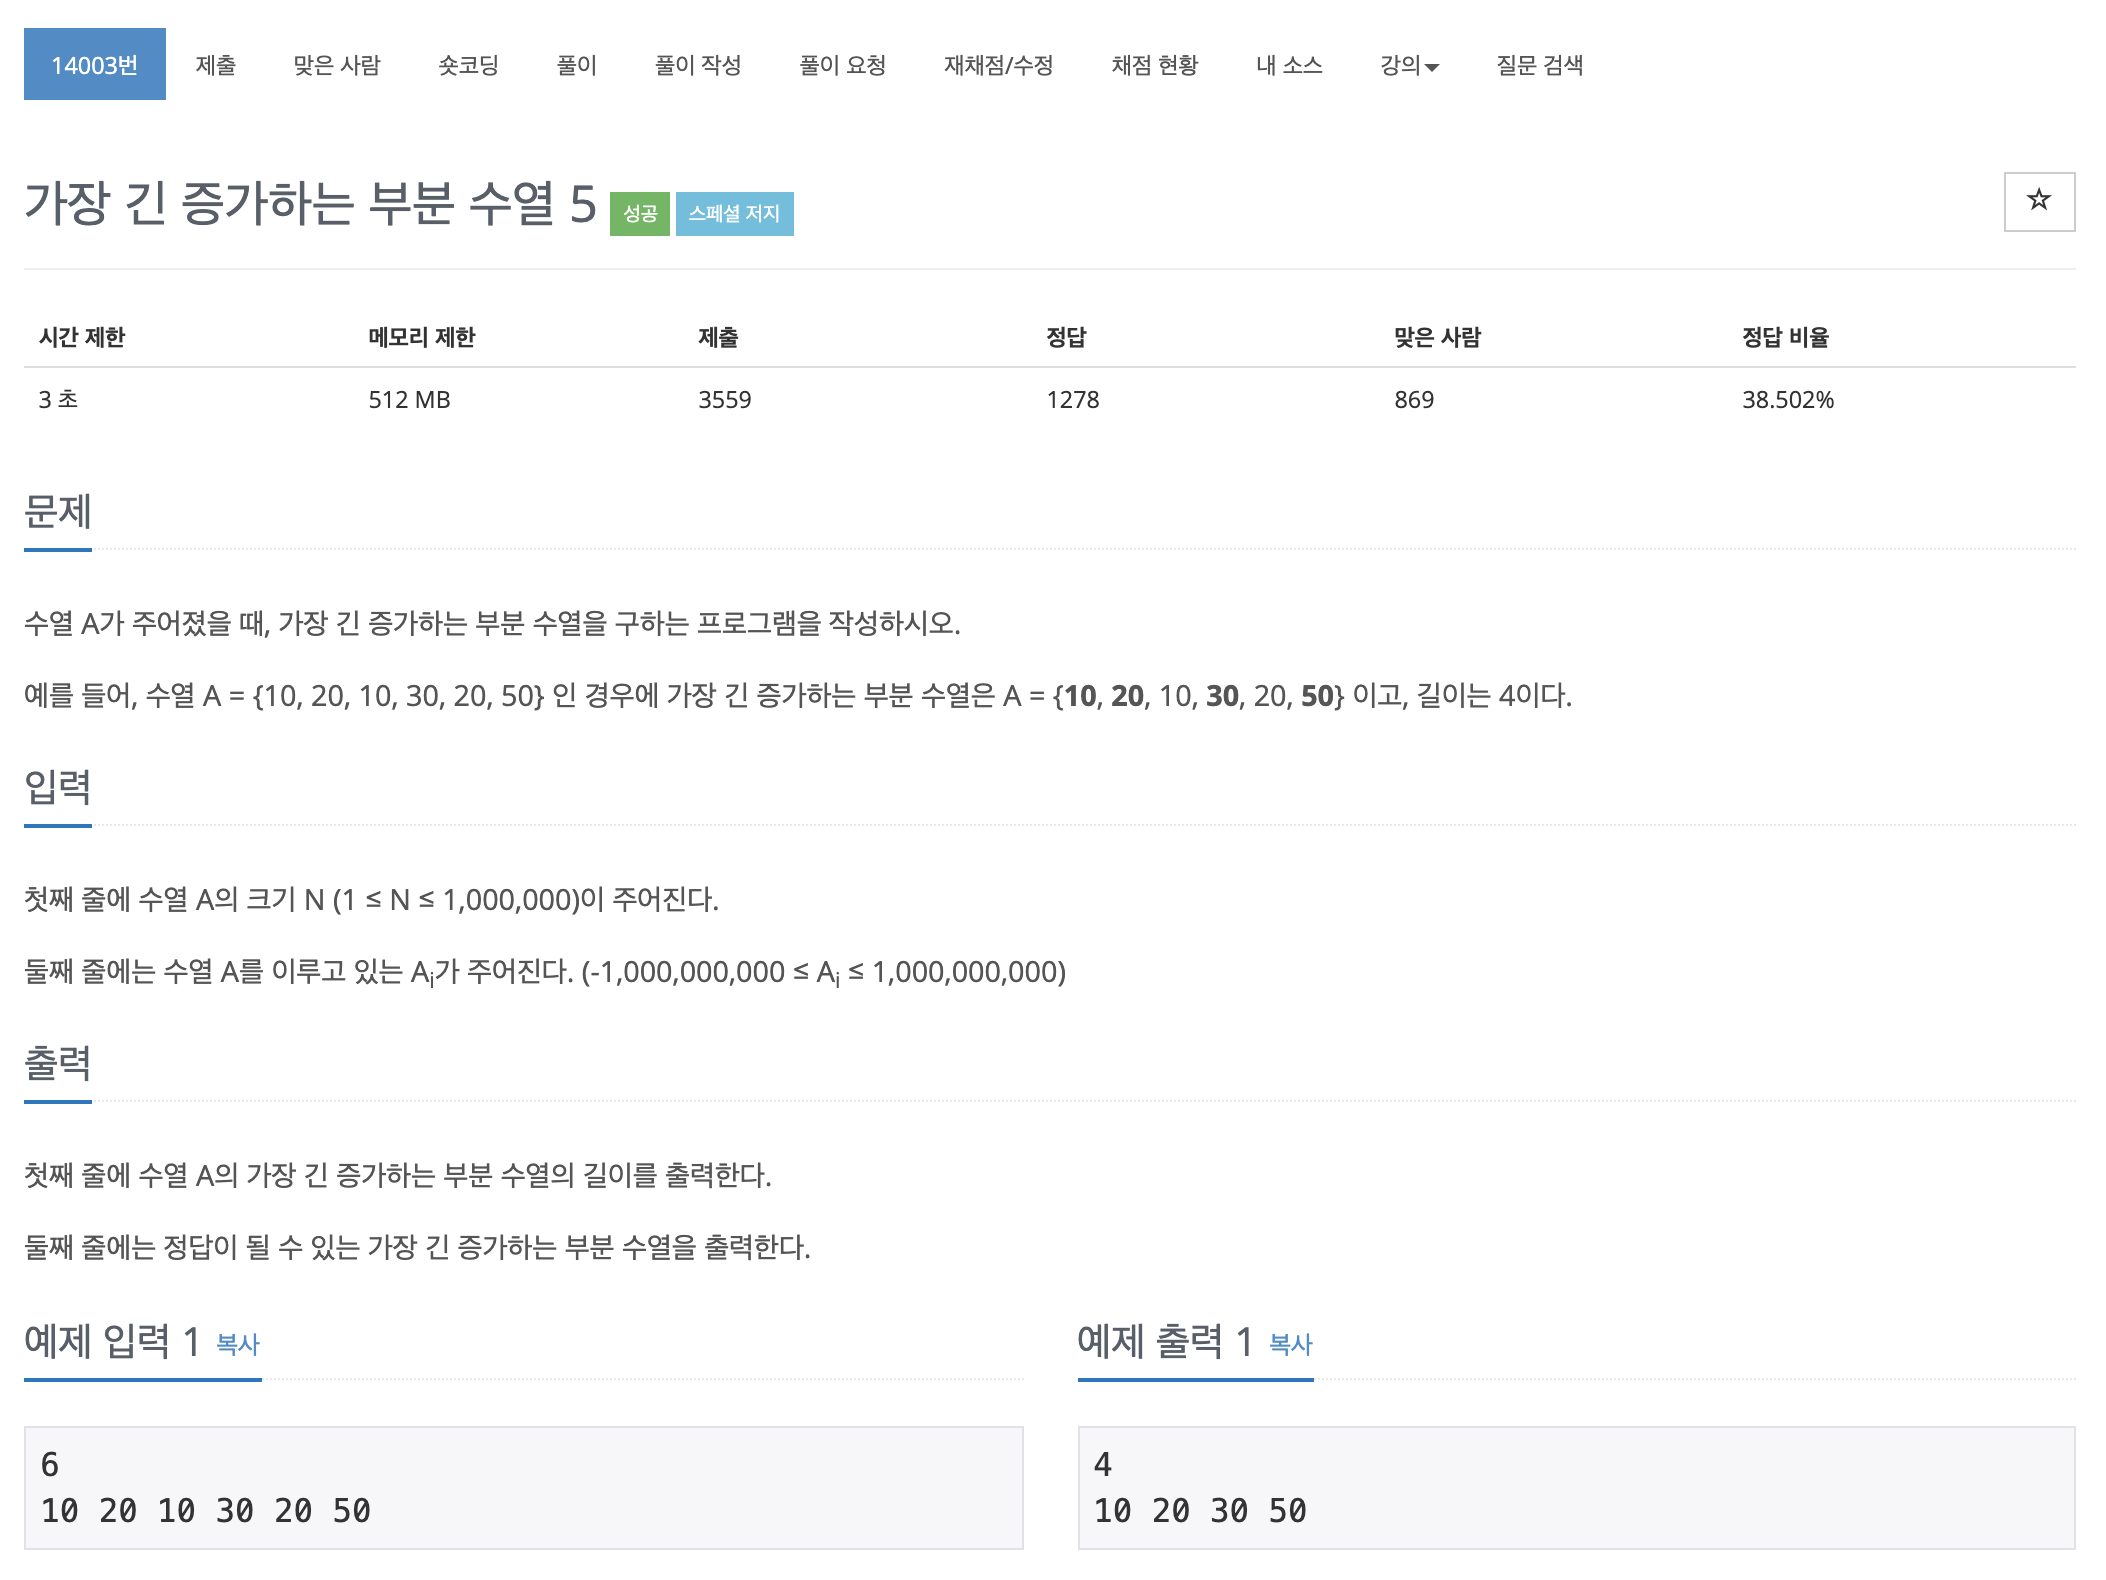 14003번 제출 맞은 사람 숏코딩 풀이 풀이 작성 풀이 요청 재채점/수정 채점 현황 내 소스 강의 질문 검색
가장 긴 증가하는 부분 수열 5 성공 스페셜 저지
시간 제한 메모리 제한 제출 정답 맞은 사람 정답 비율
3 초 512 MB 3559 1278 869 38.502%
문제
수열 A가 주어졌을 때, 가장 긴 증가하는 부분 수열을 구하는 프로그램을 작성하시오.
예를 들어, 수열 A = {10, 20, 10, 30, 20, 50} 인 경우에 가장 긴 증가하는 부분 수열은 A = {10, 20, 10, 30, 20, 50} 이고, 길이는 4이다.
입력
첫째 줄에 수열 A의 크기 N (1 ≤ N ≤ 1,000,000)이 주어진다.
둘째 줄에는 수열 A를 이루고 있는 Ai가 주어진다. (-1,000,000,000 ≤ Ai ≤ 1,000,000,000)
출력
첫째 줄에 수열 A의 가장 긴 증가하는 부분 수열의 길이를 출력한다.
둘째 줄에는 정답이 될 수 있는 가장 긴 증가하는 부분 수열을 출력한다.
예제 입력 1 복사
6
10 20 10 30 20 50
예제 출력 1 복사
4
10 20 30 50